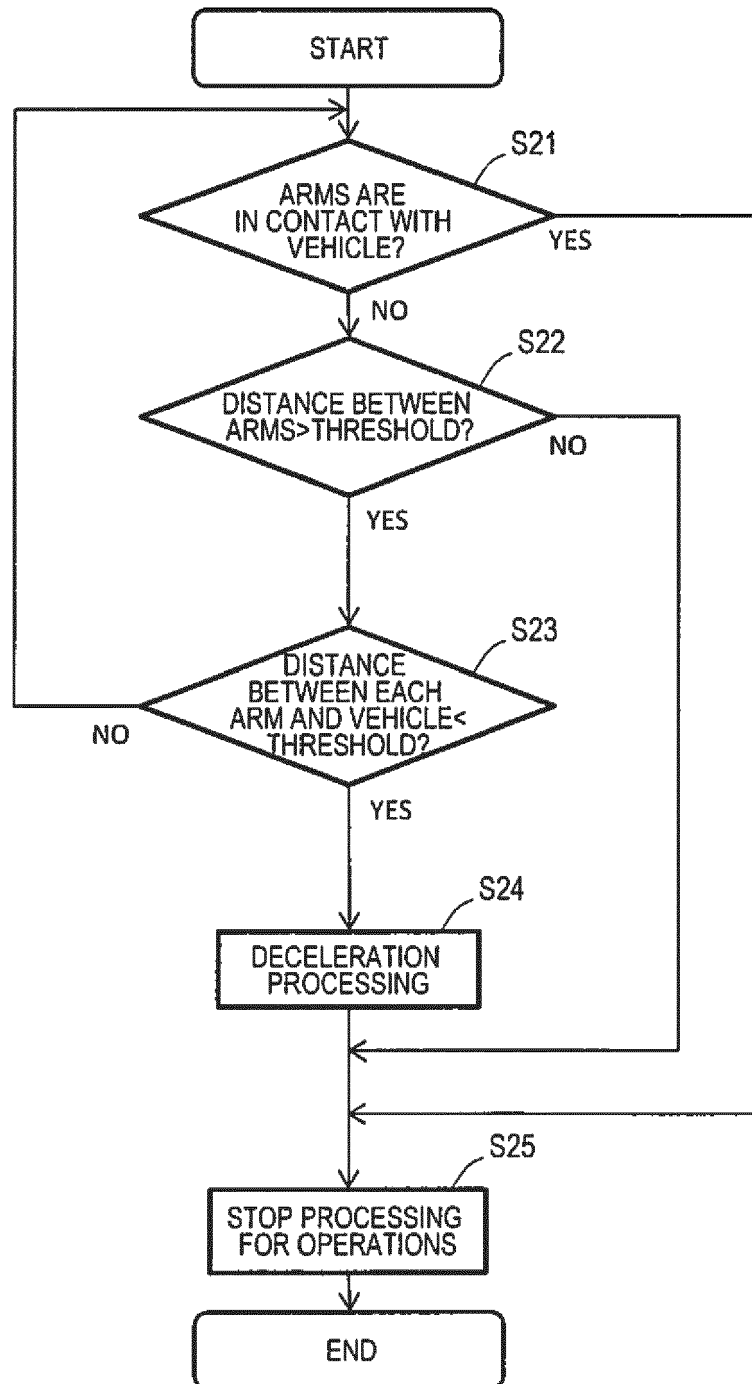 START
S21
ARMS ARE
IN CONTACT WITH
VEHICLE?
YES
NO
S22
DISTANCE BETWEEN
ARMS>THRESHOLD?
NO
YES
S23
DISTANCE
BETWEEN EACH
ARM AND VEHICLE<
THRESHOLD?
NO
YES
S24
DECELERATION
PROCESSING
S25
STOP PROCESSING
FOR OPERATIONS
END